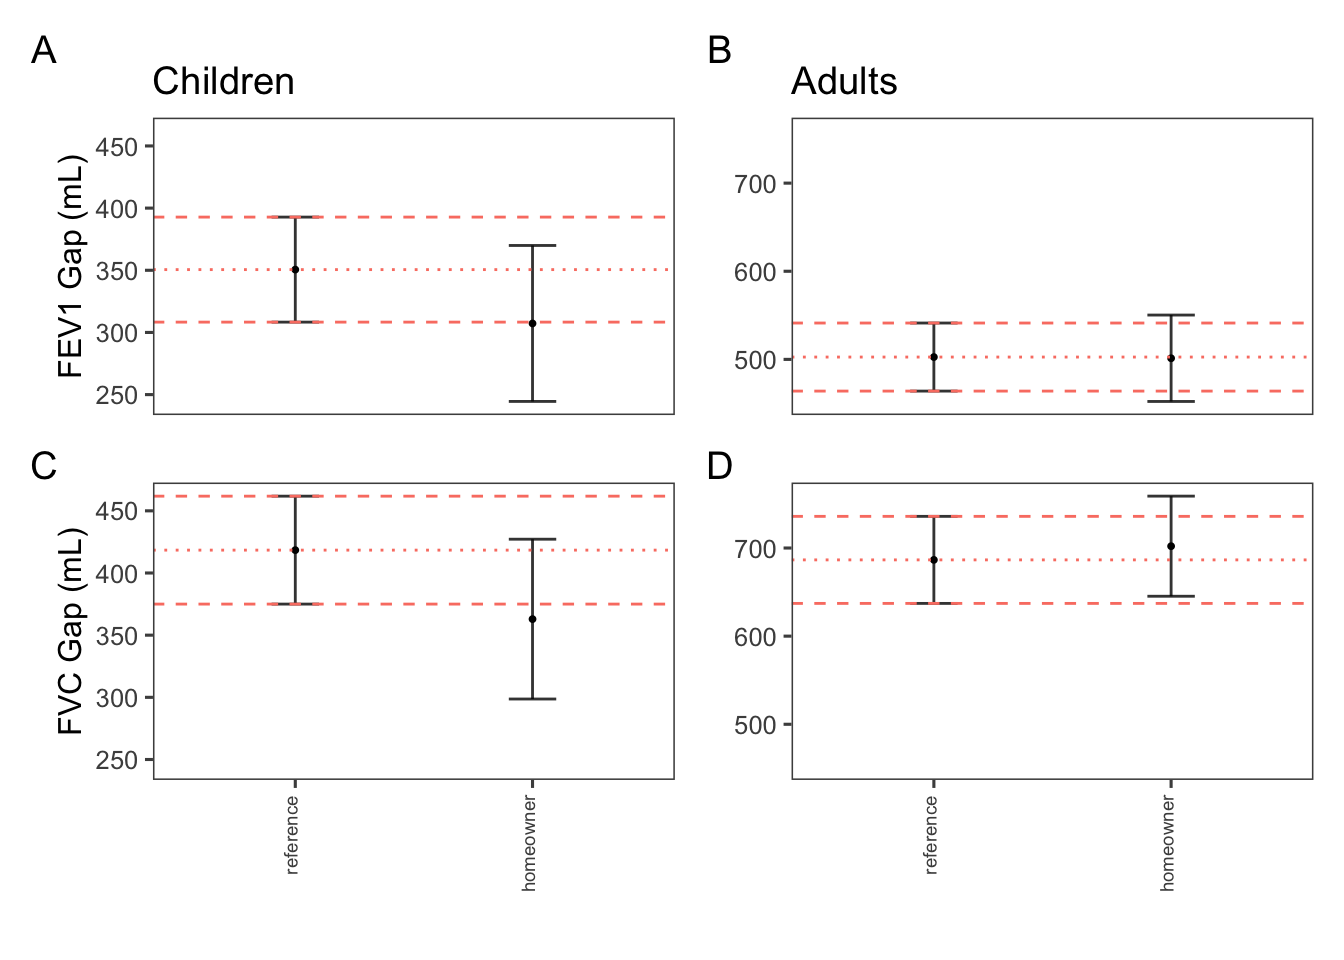 A
Children
FEV1 Gap (mL)
450
400
350
300
250
B
Adults
700
600
500
C
FVC Gap (mL)
450
400
350
300
250
reference
homeowner
D
700
600
500
reference
homeowner